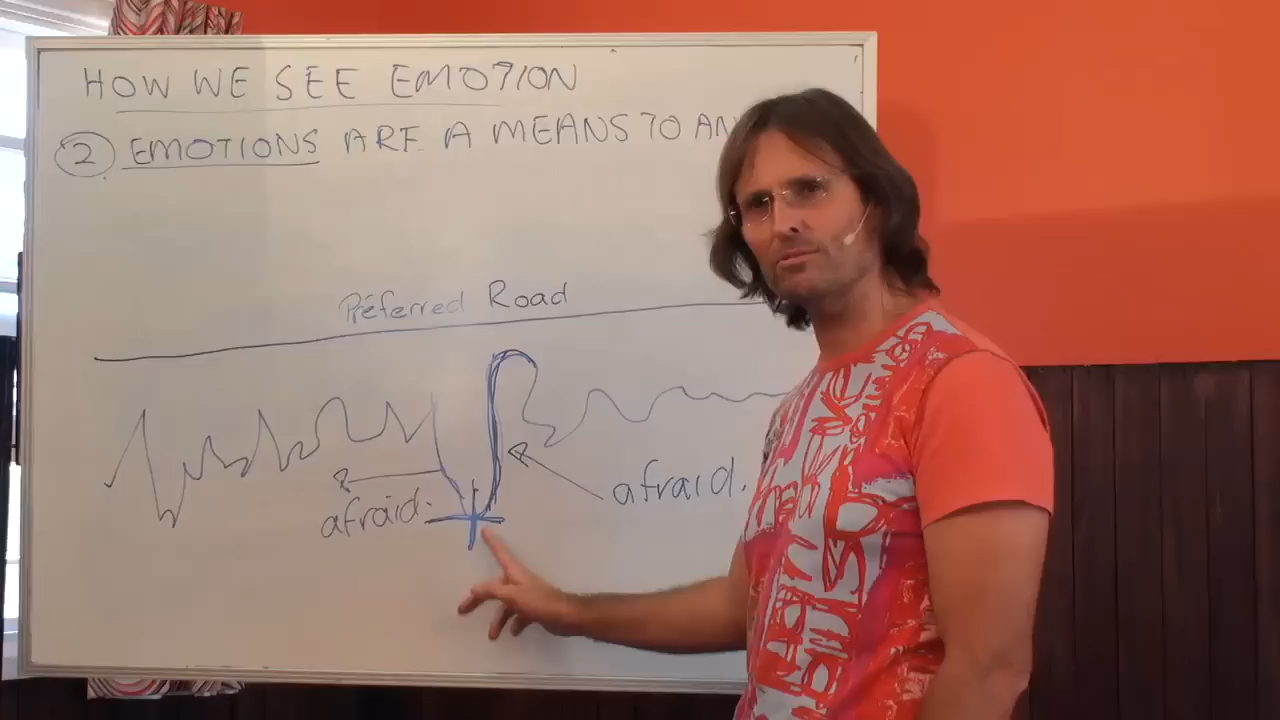 HOW WE SEE EMOTION
2 EMOTIONS ARE A MEANS TO AN
Preferred Road
afraid.
afraid.